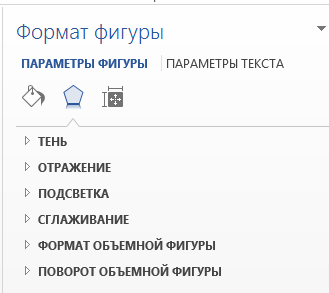 Формат фигуры
ПАРАМЕТРЫ ФИГУРЫ ПАРАМЕТРЫ ТЕКСТА
ТЕНЬ
ОТРАЖЕНИЕ
ПОДСВЕТКА
СГЛАЖИВАНИЕ
ФОРМАТ ОБЪЕМНОЙ ФИГУРЫ
ПОВОРОТ ОБЪЕМНОЙ ФИГУРЫ